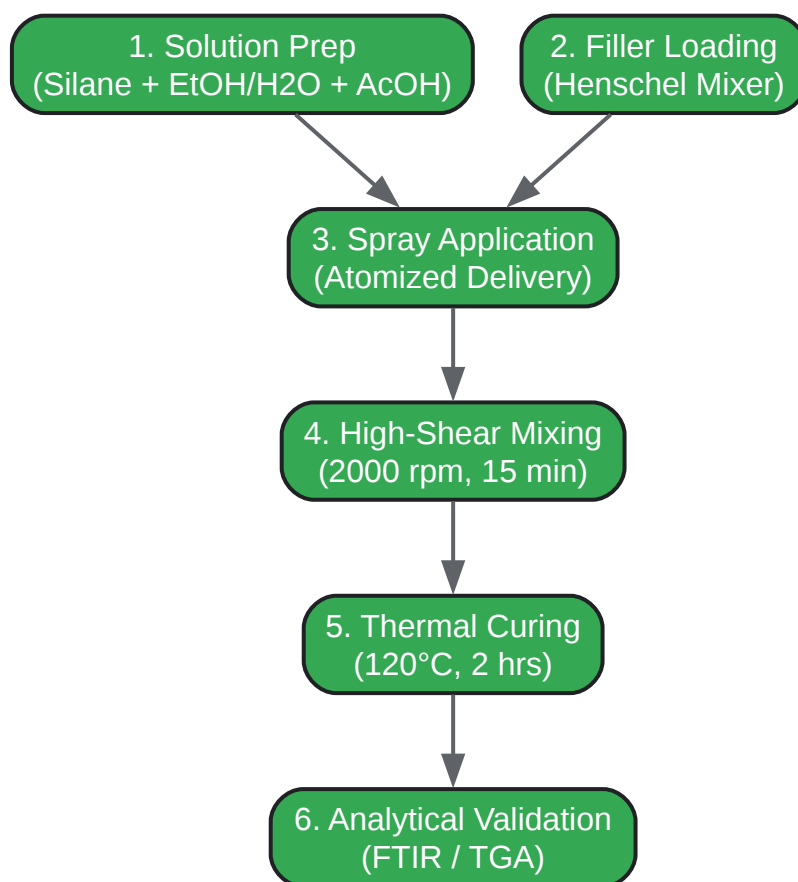 1. Solution Prep
(Silane + EtOH/H2O + AcOH)
2. Filler Loading
(Henschel Mixer)
3. Spray Application
(Atomized Delivery)
4. High-Shear Mixing
(2000 rpm, 15 min)
5. Thermal Curing
(120°C, 2 hrs)
6. Analytical Validation
(FTIR / TGA)